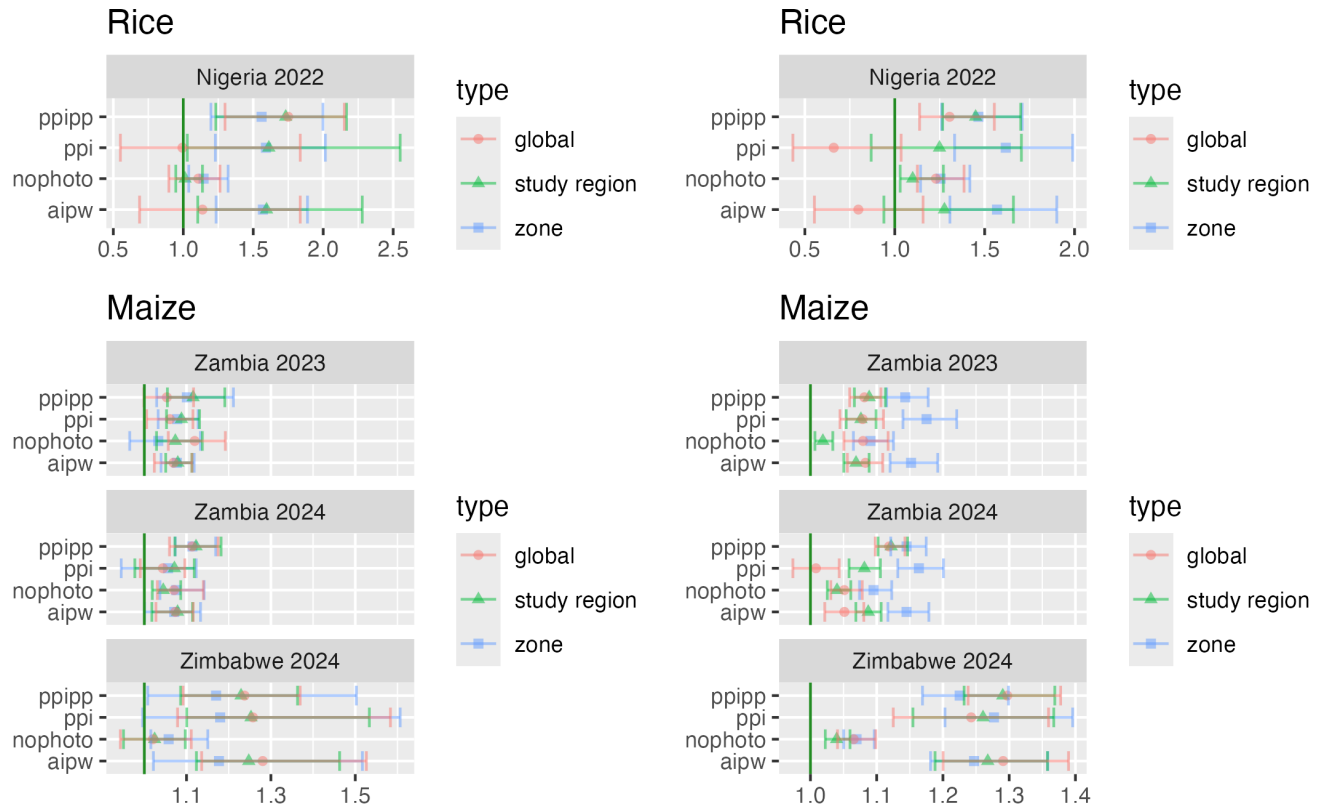 Rice
Nigeria 2022
ppipp
ppi
nophoto
aipw
0.5 1.0 1.5 2.0 2.5
type
global
study region
zone
Rice
Nigeria 2022
ppipp
ppi
nophoto
aipw
0.5 1.0 1.5 2.0
type
global
study region
zone
Maize
Zambia 2023
ppipp
ppi
nophoto
aipw
Zambia 2024
ppipp
ppi
nophoto
aipw
Zimbabwe 2024
ppipp
ppi
nophoto
aipw
1.1 1.3 1.5
type
global
study region
zone
Maize
Zambia 2023
ppipp
ppi
nophoto
aipw
Zambia 2024
ppipp
ppi
nophoto
aipw
Zimbabwe 2024
ppipp
ppi
nophoto
aipw
1.0 1.1 1.2 1.3 1.4
type
global
study region
zone